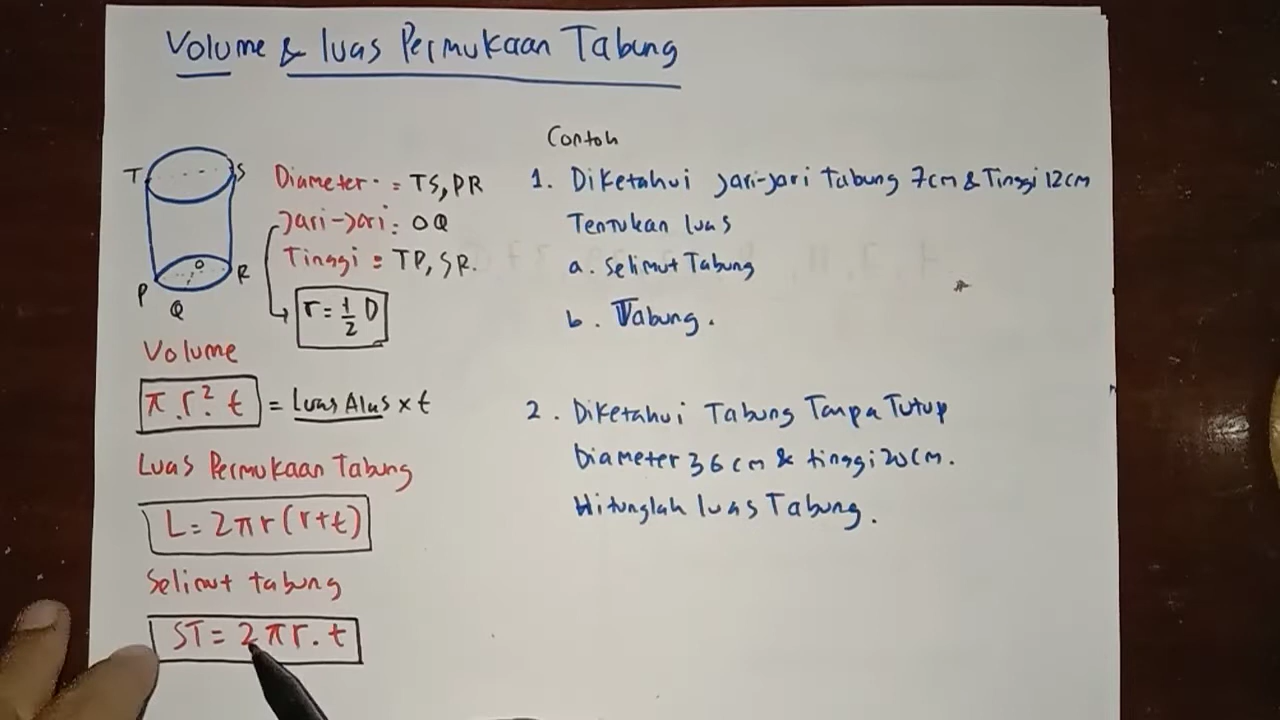 Volume & luas Permukaan Tabung
T
S
P
Q
O
R
Diameter = TS, PR
Jari-Jari: OQ
Tinggi = TP, SR.
r = 1/2 D
Volume
π.r².t = Luas Alas x t
Luas Permukaan Tabung
L = 2πr(r+t)
Selimut tabung
ST = 2πr.t
Contoh
1. Diketahui Jari-Jari tabung 7cm & Tinggi 12cm
Tentukan luas
a. Selimut Tabung
b. Tabung.
2. Diketahui Tabung Tanpa Tutup
Diameter 36 cm & tinggi 20 cm.
Hitunglah luas Tabung.